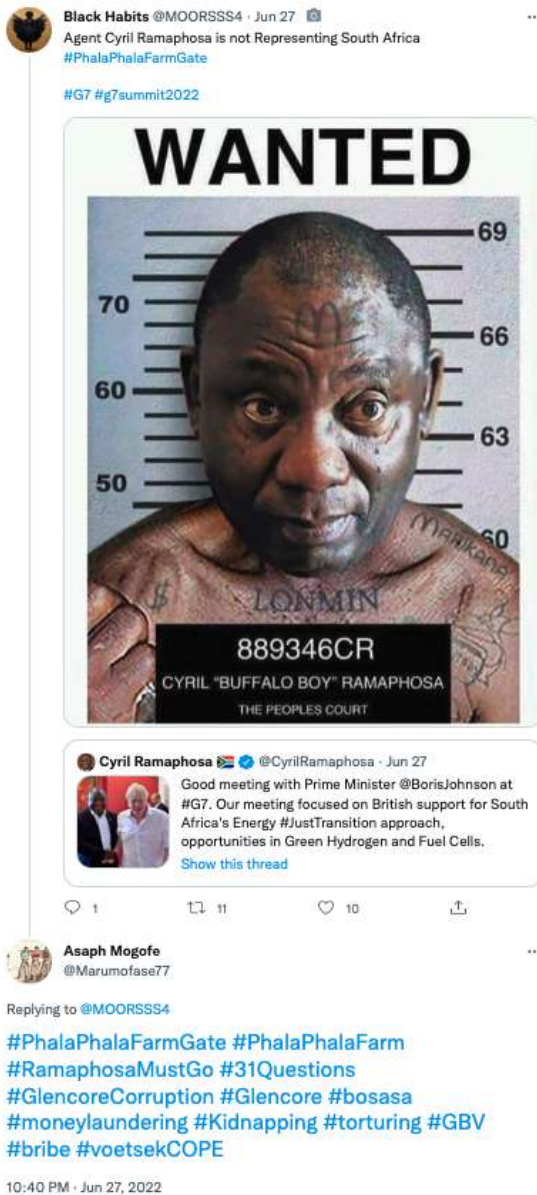 Black Habits @MOORSSS4 · Jun 27
Agent Cyril Ramaphosa is not Representing South Africa
#PhalaPhalaFarmGate
#G7 #g7summit2022
WANTED
69
70
66
60
63
50
60
MARIKANA
$
LONMIN
889346CR
CYRIL "BUFFALO BOY" RAMAPHOSA
THE PEOPLES COURT
Cyril Ramaphosa 🇿🇦 @CyrilRamaphosa · Jun 27
Good meeting with Prime Minister @BorisJohnson at
#G7. Our meeting focused on British support for South
Africa's Energy #JustTransition approach,
opportunities in Green Hydrogen and Fuel Cells.
Show this thread
1 11 10
Asaph Mogofe
@Marumofase77
Replying to @MOORSSS4
#PhalaPhalaFarmGate #PhalaPhalaFarm
#RamaphosaMustGo #31Questions
#GlencoreCorruption #Glencore #bosasa
#moneylaundering #Kidnapping #torturing #GBV
#bribe #voetsekCOPE
10:40 PM · Jun 27, 2022